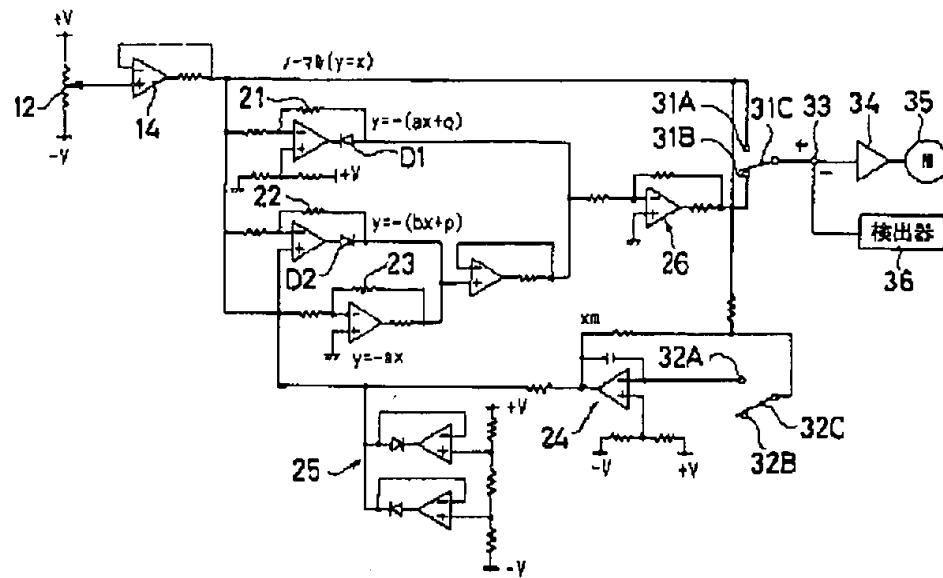 +V
12
-V
14
ノーマル(y=x)
21
y=-(ax+q)
D1
+V
22
y=-(bx+p)
D2
23
y=-ax
26
31A
31B
31C
33
34
35
M
+
-
検出器
36
xm
24
-V
+V
32A
32B
32C
25
+V
-V